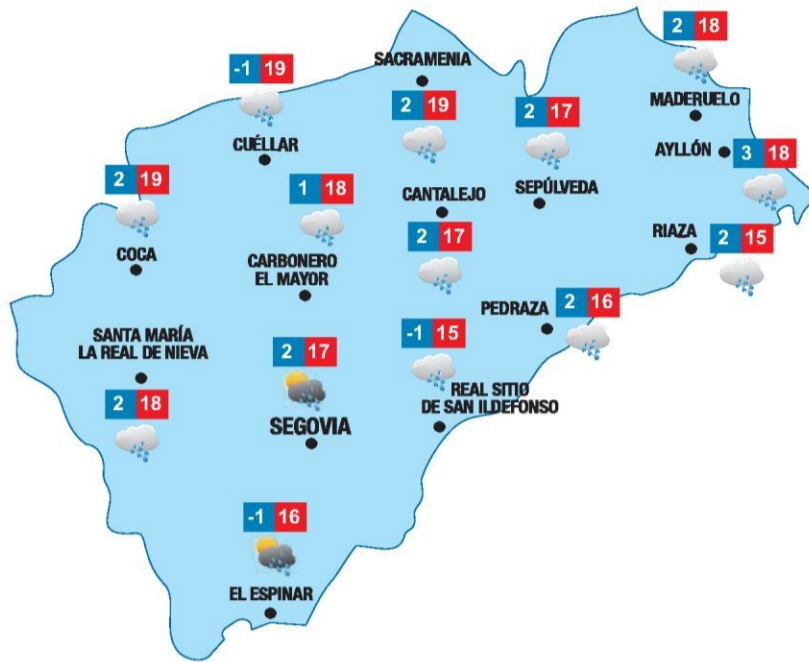 2 18
MADERUELO
SACRAMENIA
-1 19
CUÉLLAR
2 19
2 17
SEPÚLVEDA
AYLLÓN
3 18
2 19
COCA
1 18
CARBONERO
EL MAYOR
CANTALEJO
2 17
RIAZA
2 15
PEDRAZA
2 16
SANTA MARÍA
LA REAL DE NIEVA
2 18
2 17
SEGOVIA
-1 15
REAL SITIO
DE SAN ILDEFONSO
-1 16
EL ESPINAR